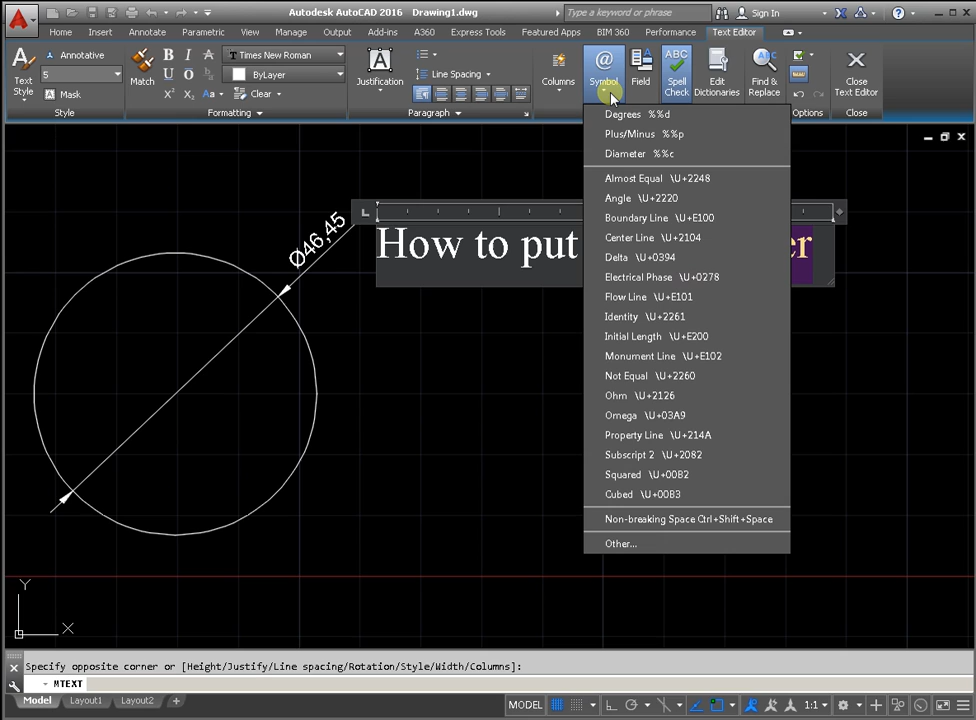 Autodesk AutoCAD 2016 Drawing1.dwg
Type a keyword or phrase
Sign In
Home Insert Annotate Parametric View Manage Output Add-ins A360 Express Tools Featured Apps BIM 360 Performance Text Editor
Text
Style
Annotative
5
Mask
Style
Match
B I A
U O
X² X₂ Aa
Times New Roman
ByLayer
Clear
Formatting
A
Justification
Line Spacing
Paragraph
Columns
@
Symbol
Field
ABC
Spell
Check
Edit
Dictionaries
Find &
Replace
Options
Close
Text Editor
Close
Degrees %%d
Plus/Minus %%p
Diameter %%c
Almost Equal \U+2248
Angle \U+2220
Boundary Line \U+E100
Center Line \U+2104
Delta \U+0394
Electrical Phase \U+0278
Flow Line \U+E101
Identity \U+2261
Initial Length \U+E200
Monument Line \U+E102
Not Equal \U+2260
Ohm \U+2126
Omega \U+03A9
Property Line \U+214A
Subscript 2 \U+2082
Squared \U+00B2
Cubed \U+00B3
Non-breaking Space Ctrl+Shift+Space
Other...
Ø46,45
How to put er
L
Y
X
Specify opposite corner or [Height/Justify/Line spacing/Rotation/Style/Width/Columns]:
MTEXT
Model Layout1 Layout2 +
MODEL 1:1